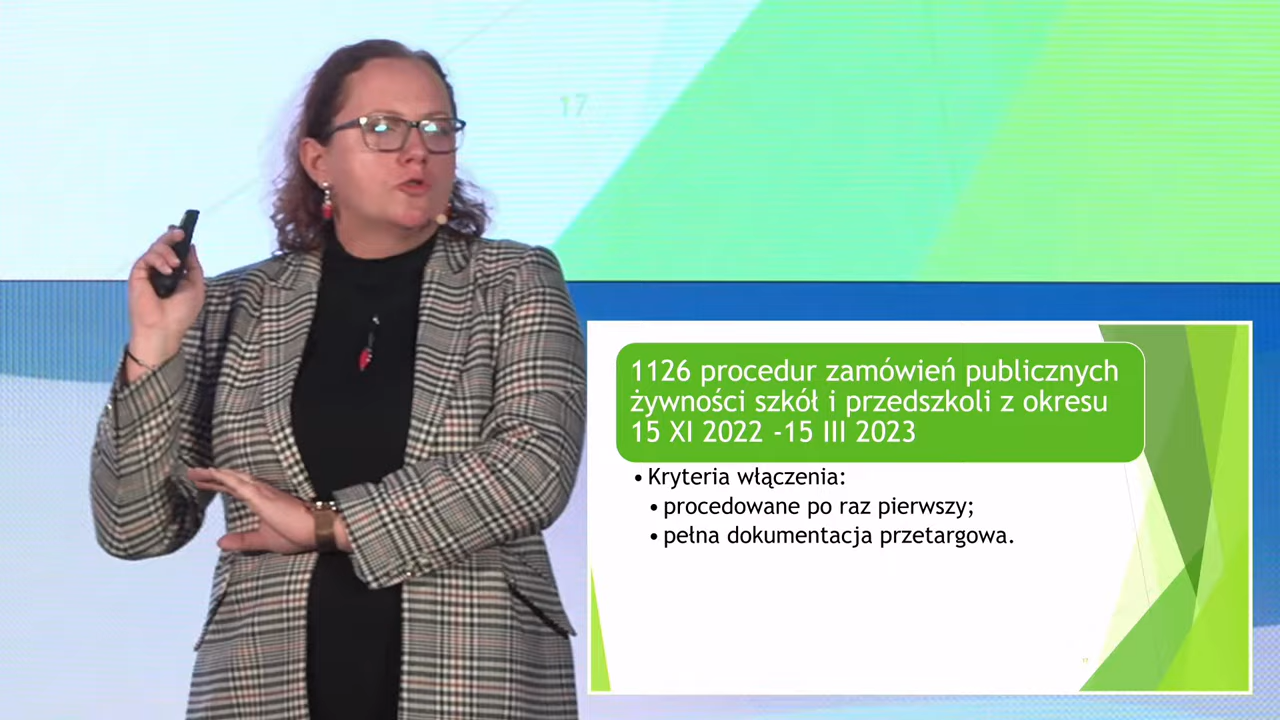 17
1126 procedur zamówień publicznych
żywności szkół i przedszkoli z okresu
15 XI 2022 -15 III 2023
• Kryteria włączenia:
• procedowane po raz pierwszy;
• pełna dokumentacja przetargowa.